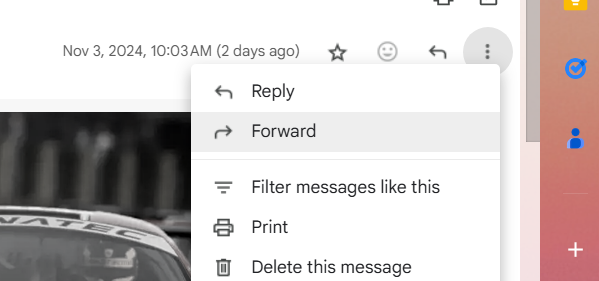 Nov 3, 2024, 10:03 AM (2 days ago)
Reply
Forward
Filter messages like this
NATEC
Print
Delete this message